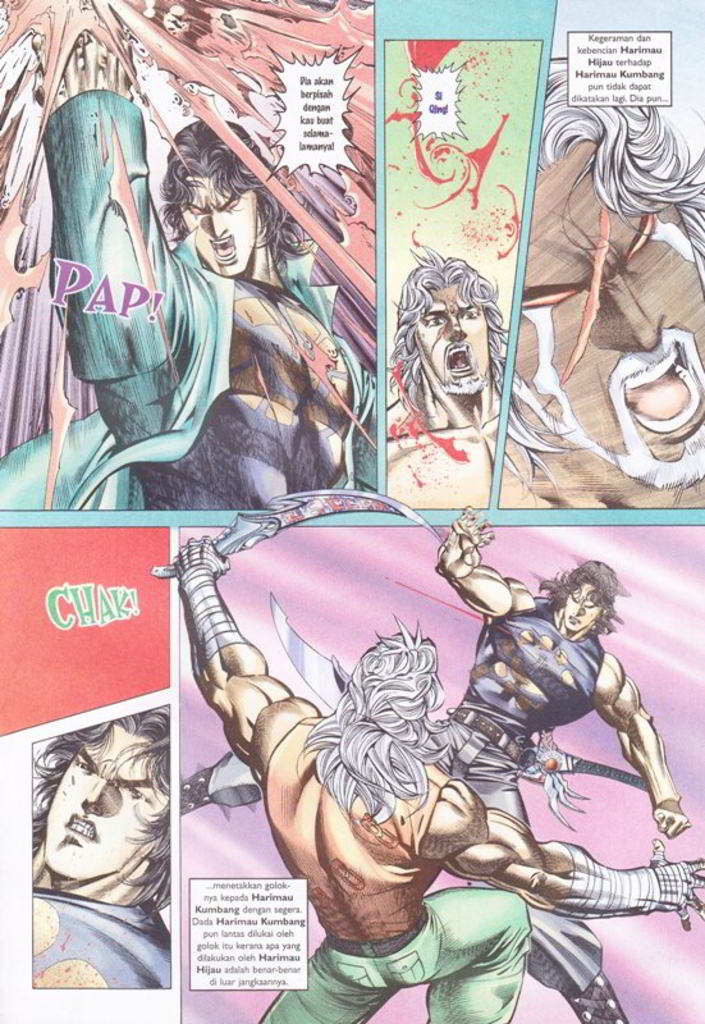 Dia akan
berpisah
dengan
kau buat
selama-
lamanya!
PAP!
Si
Qing!
Kegeraman dan
kebencian Harimau
Hijau terhadap
Harimau Kumbang
pun tidak dapat
dikatakan lagi. Dia pun...
CHAK!
...menetakkan golok-
nya kepada Harimau
Kumbang dengan segera.
Dada Harimau Kumbang
pun lantas dilukai oleh
golok itu kerana apa yang
dilakukan oleh Harimau
Hijau adalah benar-benar
di luar jangkaannya.